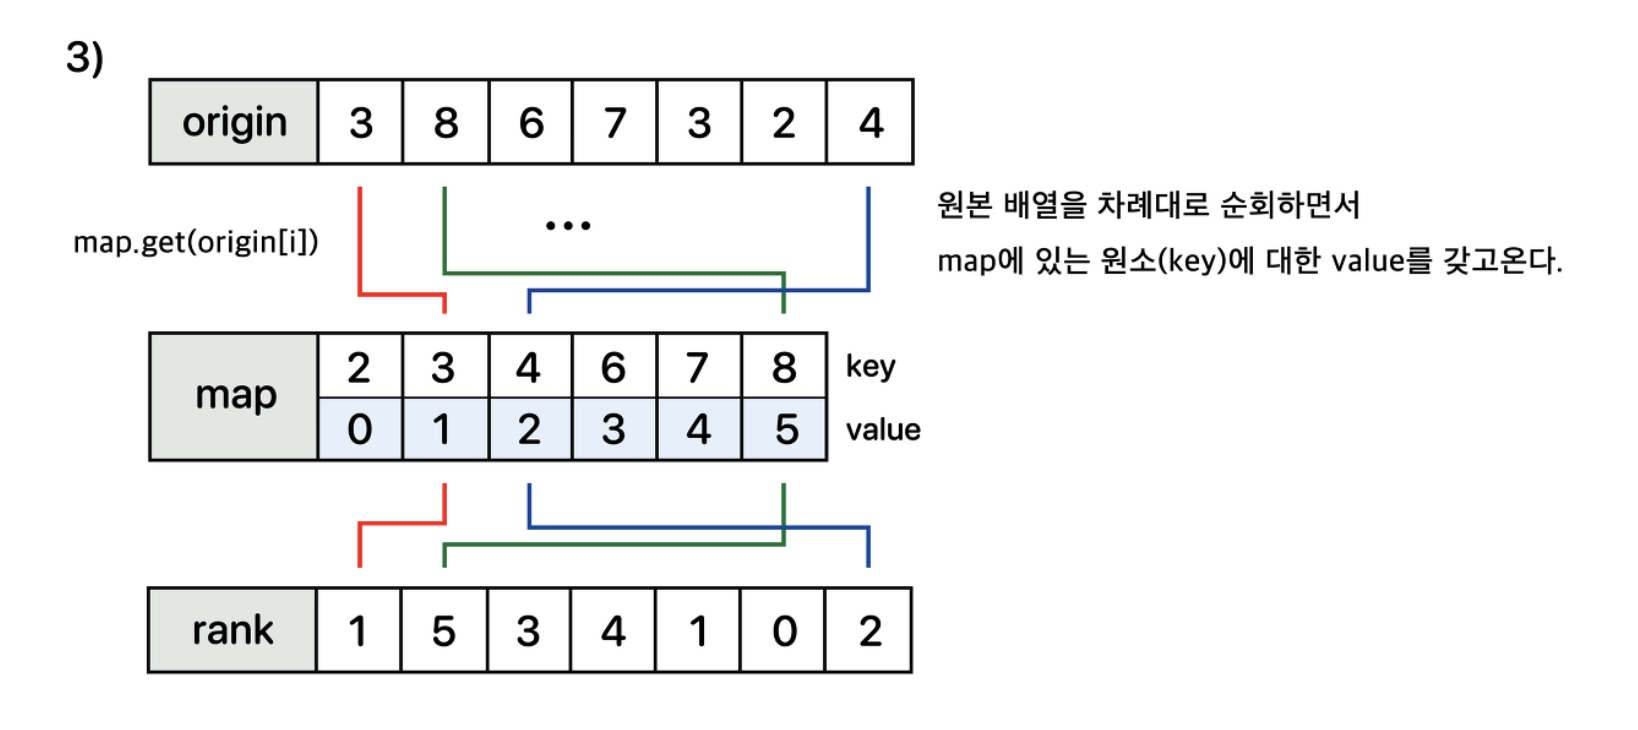 3)
origin 3 8 6 7 3 2 4
map.get(origin[i])
...
원본 배열을 차례대로 순회하면서
map에 있는 원소(key)에 대한 value를 갖고온다.
map
2 3 4 6 7 8 key
0 1 2 3 4 5 value
rank 1 5 3 4 1 0 2